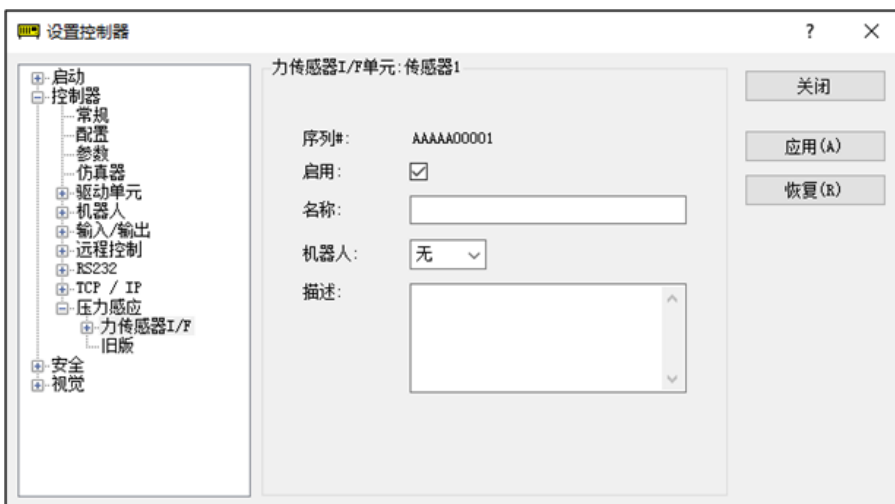 设置控制器
?
启动
控制器
常规
配置
参数
仿真器
驱动单元
机器人
输入/输出
远程控制
RS232
TCP / IP
压力感应
力传感器I/F
旧版
安全
视觉
力传感器I/F单元:传感器1
序列#: AAAAA00001
启用:
名称:
机器人: 无
描述:
关闭
应用(A)
恢复(R)